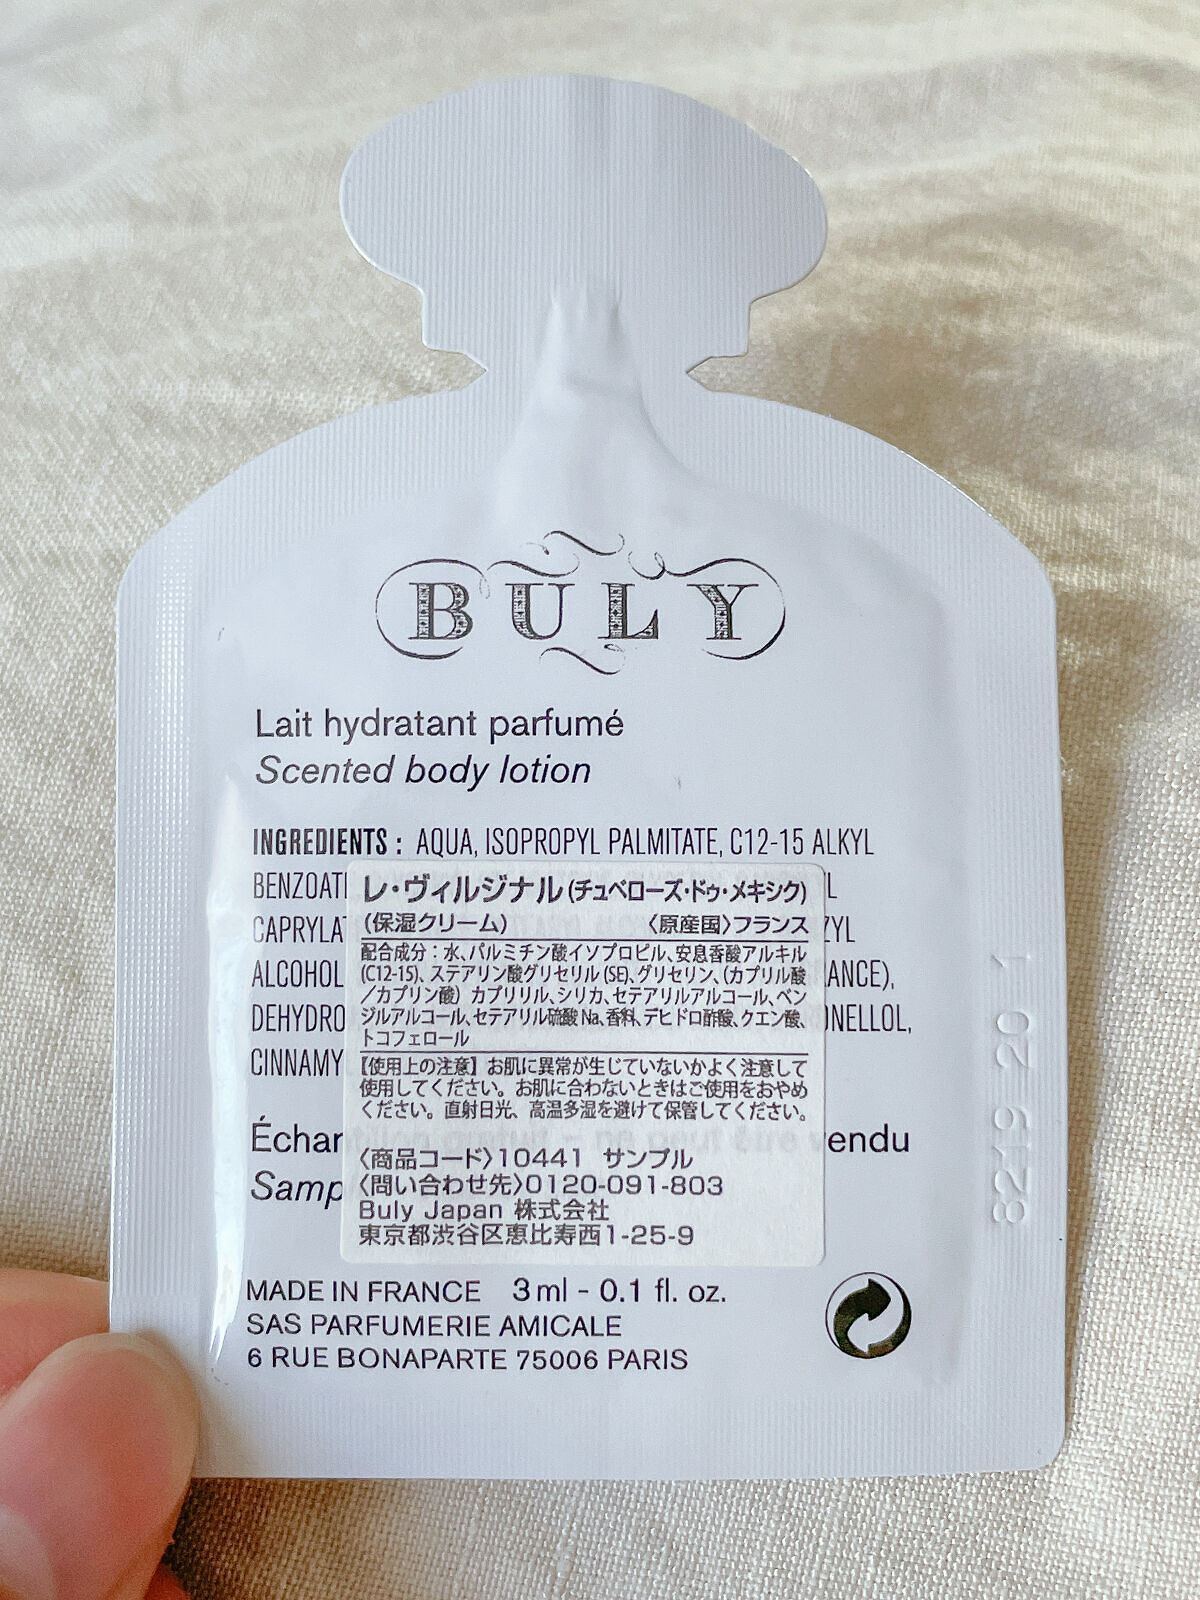 BULY
Lait hydratant parfumé
Scented body lotion
INGREDIENTS : AQUA, ISOPROPYL PALMITATE, C12-15 ALKYL
BENZOAT
CAPRYLA ZYL
ALCOHOL RANCE),
DEHYDRO ONELLOL,
CINNAMY
レ・ヴィルジナル(チュベローズ・ドゥ・メキシク)
(保湿クリーム) 〈原産国〉フランス
配合成分:水、パルミチン酸イソプロピル、安息香酸アルキル
(C12-15)、ステアリン酸グリセリル(SE)、グリセリン、(カプリル酸
/カプリン酸) カプリリル、シリカ、セテアリルアルコール、ベン
ジルアルコール、セテアリル硫酸Na、香料、デヒドロ酢酸、クエン酸、
トコフェロール
【使用上の注意】お肌に異常が生じていないかよく注意して
使用してください。お肌に合わないときはご使用をおやめ
ください。直射日光、高温多湿を避けて保管してください。
Échantillon gratuit - ne peut être vendu
Samp
〈商品コード〉10441 サンプル
〈問い合わせ先〉0120-091-803
Buly Japan 株式会社
東京都渋谷区恵比寿西1-25-9
MADE IN FRANCE 3 ml - 0.1 fl. oz.
SAS PARFUMERIE AMICALE
6 RUE BONAPARTE 75006 PARIS
8219 20 1